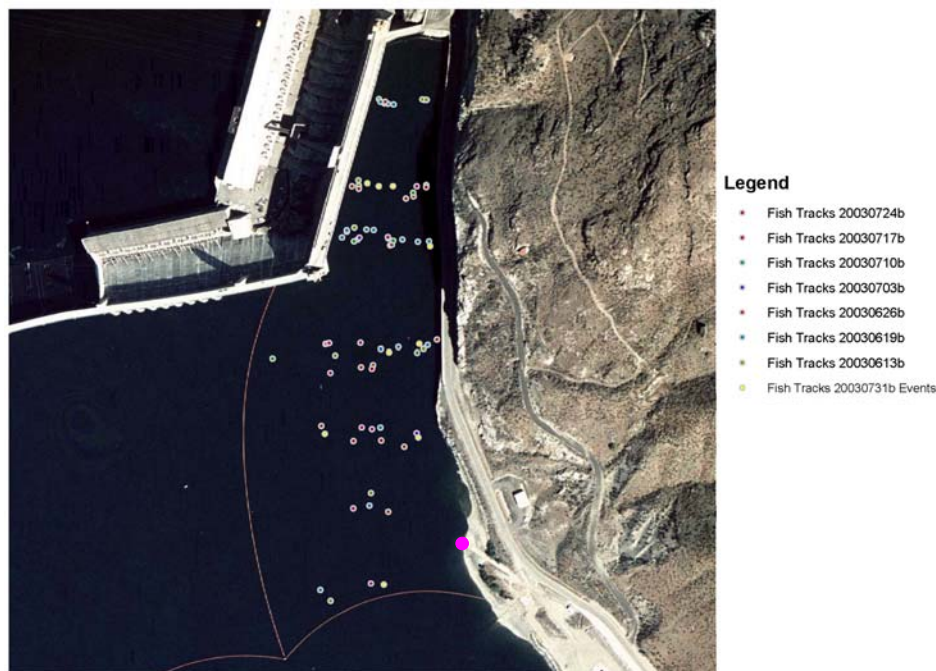 Legend
Fish Tracks 20030724b
Fish Tracks 20030717b
Fish Tracks 20030710b
Fish Tracks 20030703b
Fish Tracks 20030626b
Fish Tracks 20030619b
Fish Tracks 20030613b
Fish Tracks 20030731b Events